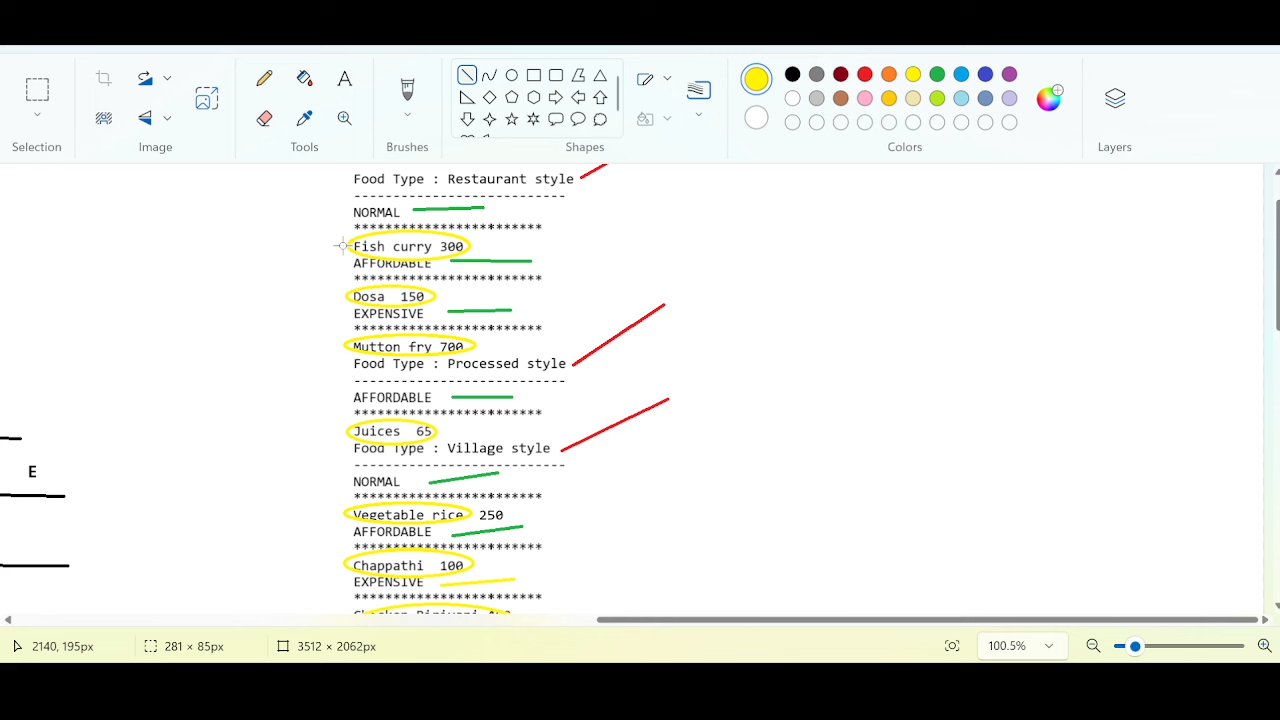 Selection
Image
Tools
Brushes
Shapes
Colors
Layers
Food Type : Restaurant style
---------------------------
NORMAL
************************
Fish curry 300
AFFORDABLE
************************
Dosa 150
EXPENSIVE
************************
Mutton fry 700
Food Type : Processed style
---------------------------
AFFORDABLE
************************
Juices 65
Food Type : Village style
---------------------------
NORMAL
************************
Vegetable rice 250
AFFORDABLE
************************
Chappathi 100
EXPENSIVE
************************
Chicken Biriyani
E
2140, 195px
281 × 85px
3512 × 2062px
100.5%